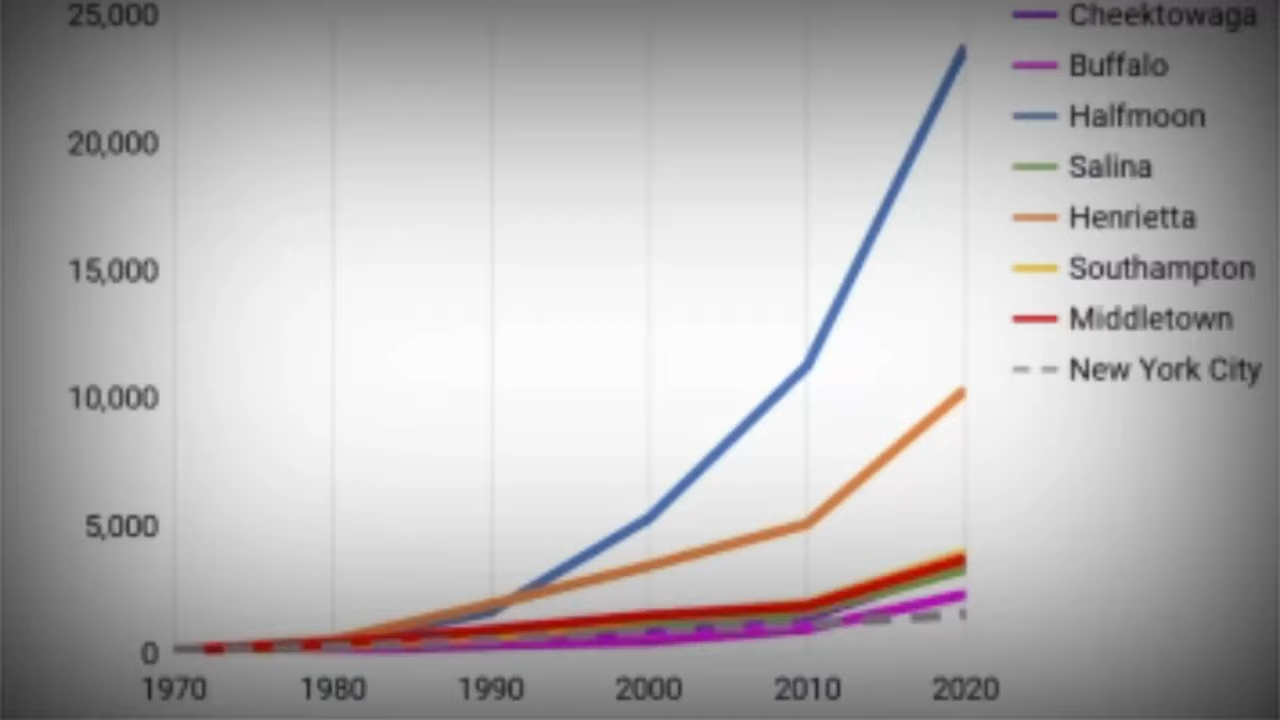 25,000
20,000
15,000
10,000
5,000
0
1970 1980 1990 2000 2010 2020
Cheektowaga
Buffalo
Halfmoon
Salina
Henrietta
Southampton
Middletown
New York City